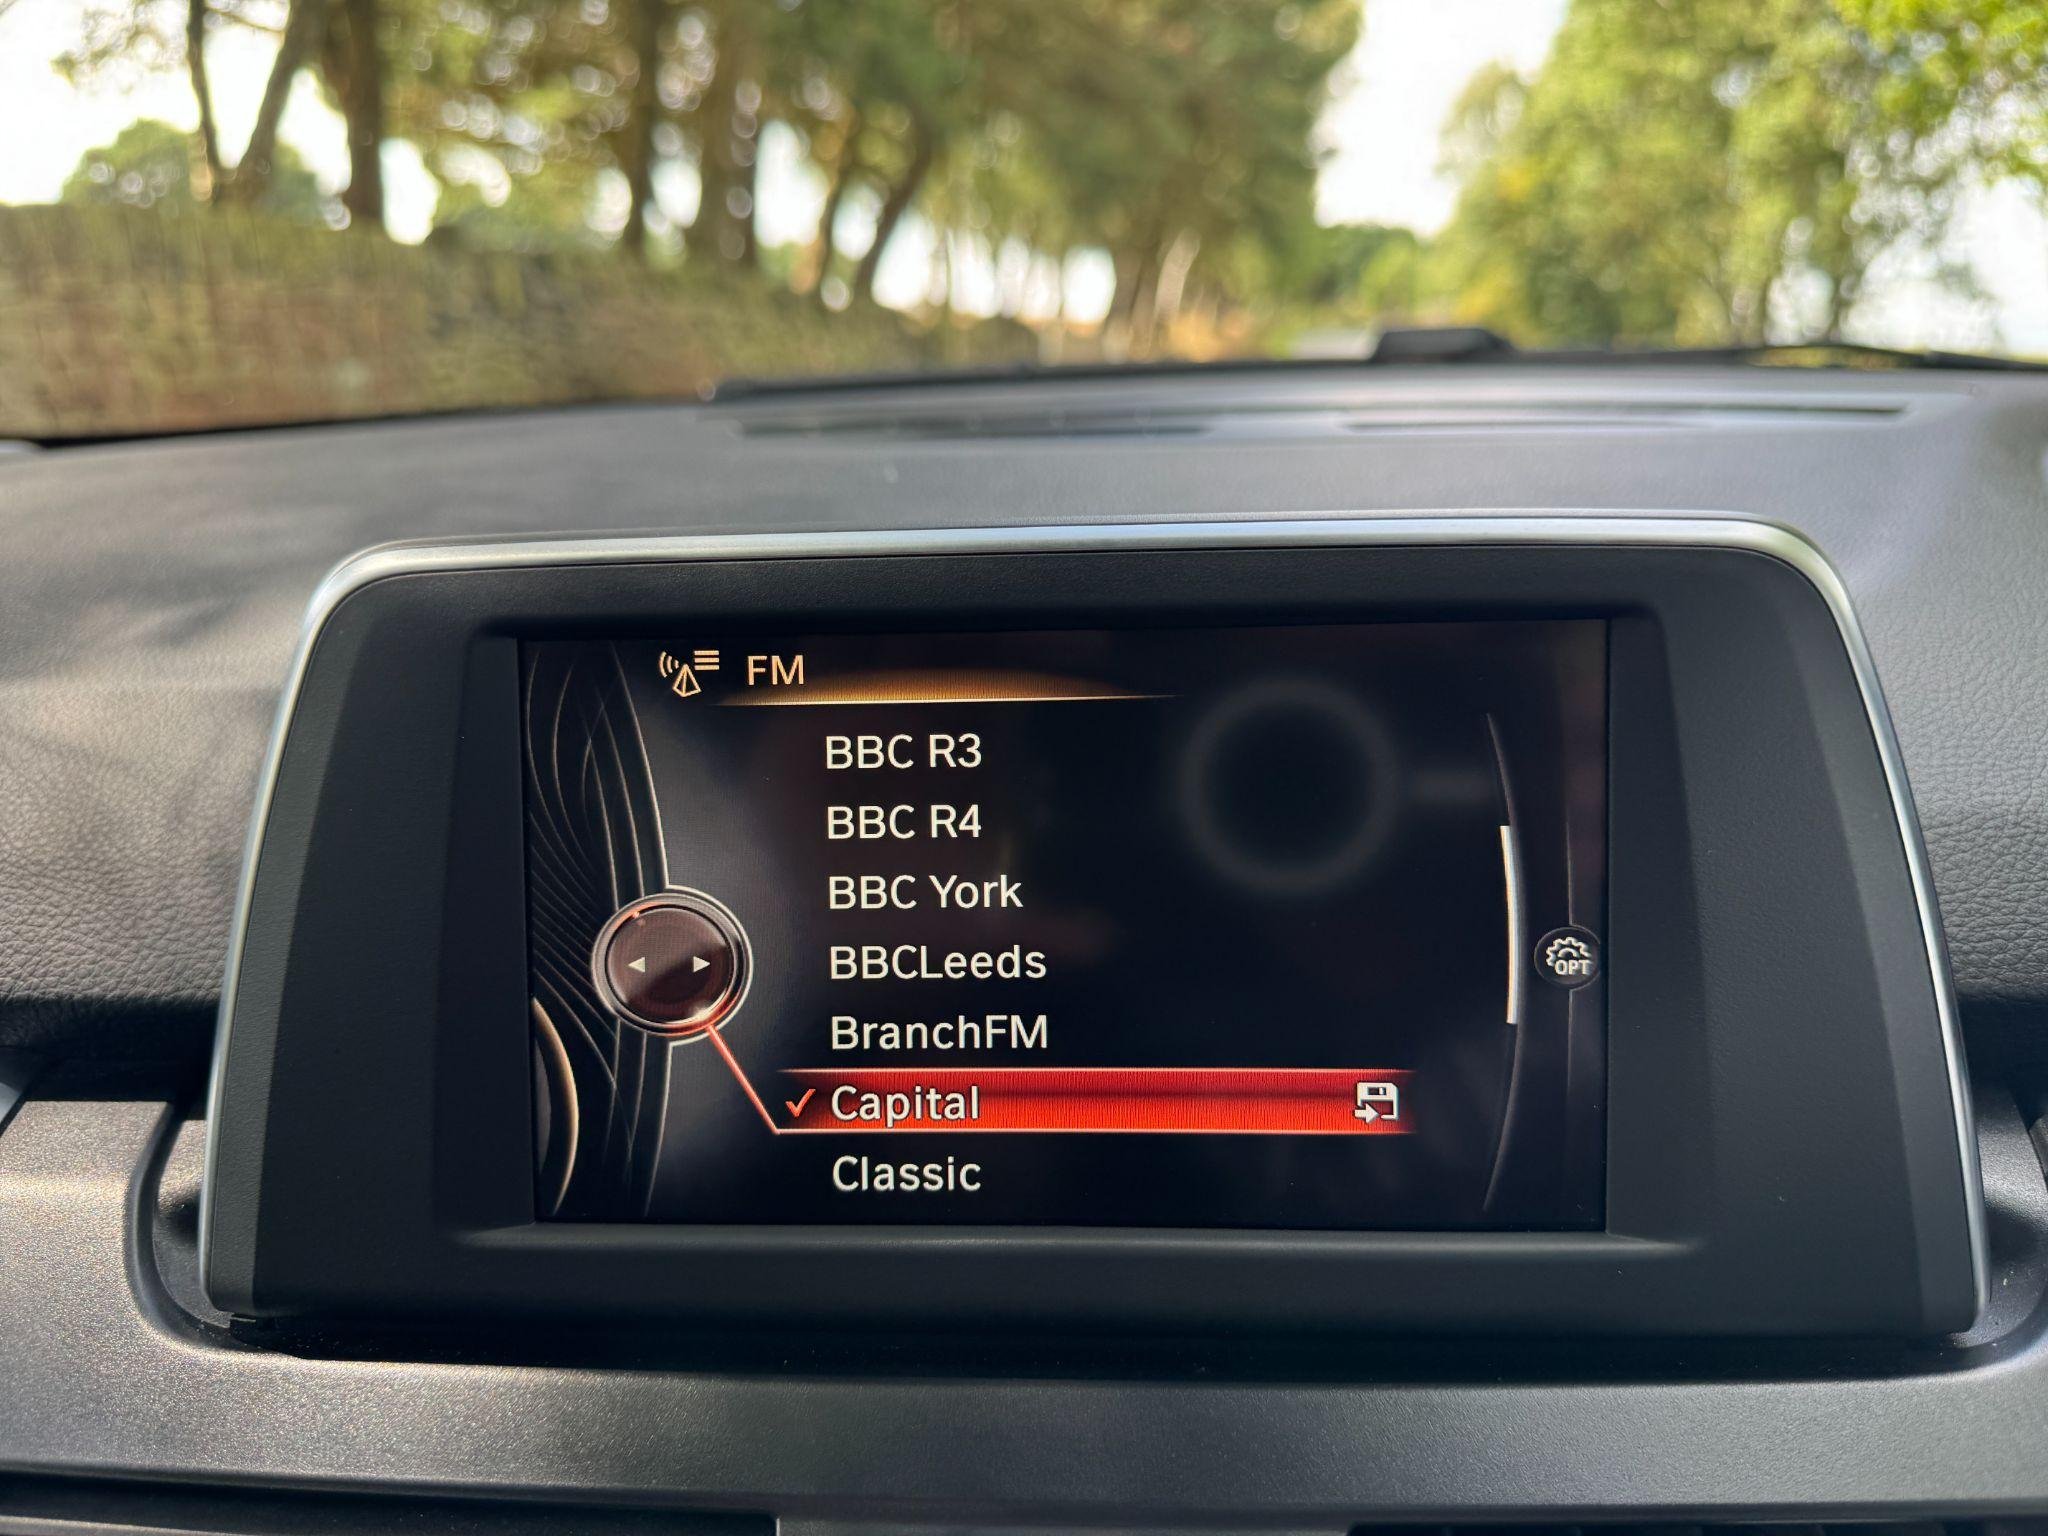 FM
BBC R3
BBC R4
BBC York
BBCLeeds
BranchFM
Capital
Classic
OPT